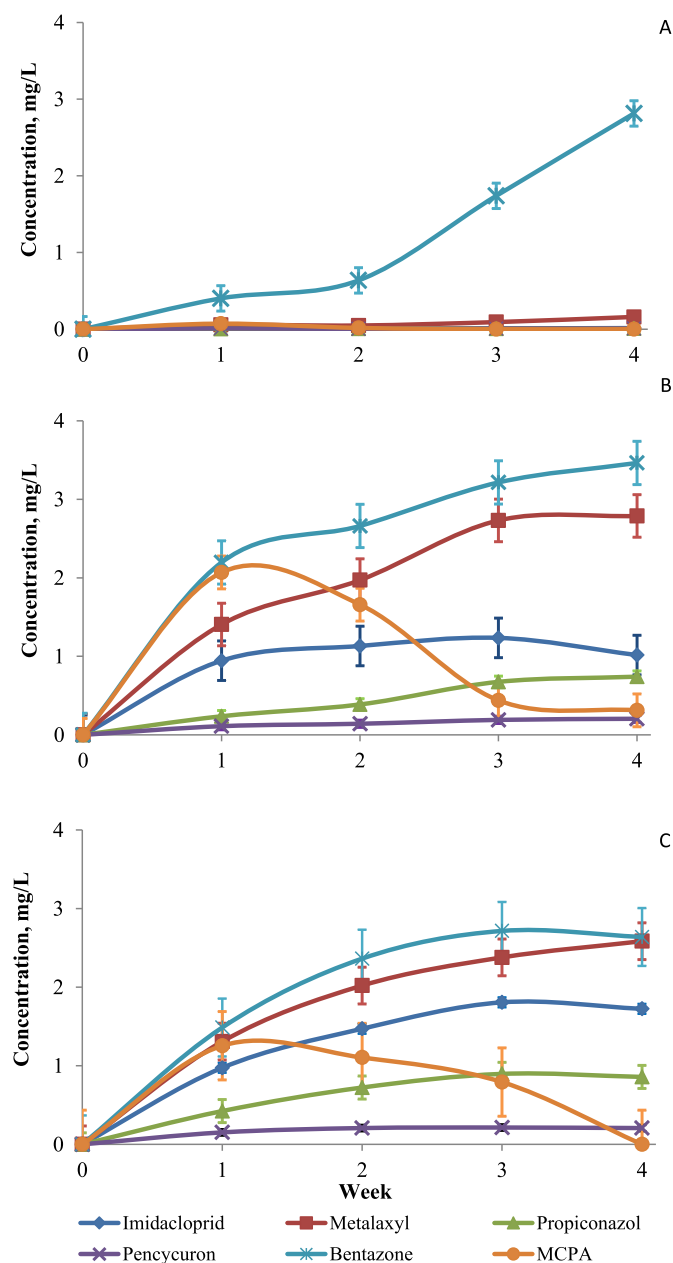 A
4
3
2
1
0
Concentration, mg/L
0 1 2 3 4
B
4
3
2
1
0
Concentration, mg/L
0 1 2 3 4
C
4
3
2
1
0
Concentration, mg/L
0 1 2 3 4
Week
Imidacloprid Metalaxyl Propiconazol
Pencycuron Bentazone MCPA